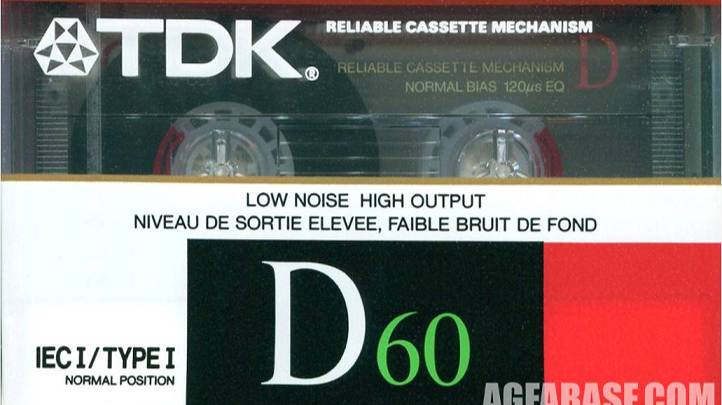 TDK®
RELIABLE CASSETTE MECHANISM
RELIABLE CASSETTE MECHANISM
D
NORMAL BIAS 120µs EQ
LOW NOISE HIGH OUTPUT
NIVEAU DE SORTIE ELEVEE, FAIBLE BRUIT DE FOND
D60
IEC I/TYPE I
NORMAL POSITION
AGFABASE.COM